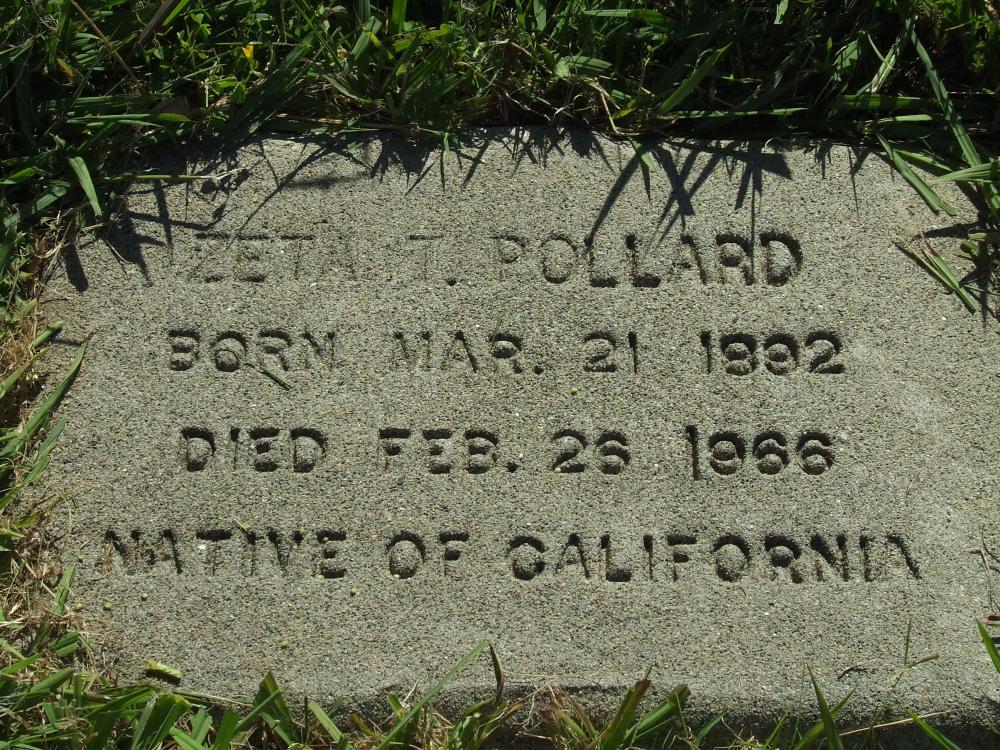 ZETA T. POLLARD
BORN MAR. 21 1892
DIED FEB. 26 1966
NATIVE OF CALIFORNIA